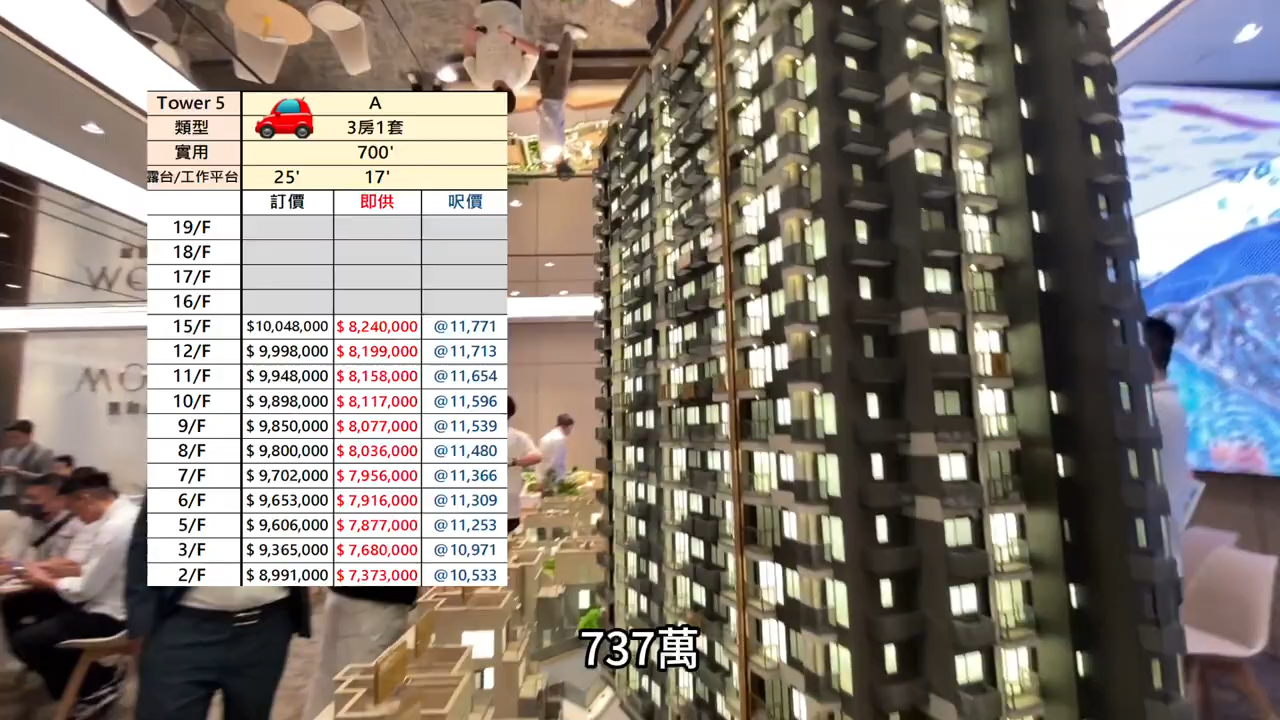 Tower 5 A
類型 3房1套
實用 700'
露台/工作平台 25' 17'
訂價 即供 呎價
19/F
18/F
17/F
16/F
15/F $10,048,000 $ 8,240,000 @11,771
12/F $ 9,998,000 $ 8,199,000 @11,713
11/F $ 9,948,000 $ 8,158,000 @11,654
10/F $ 9,898,000 $ 8,117,000 @11,596
9/F $ 9,850,000 $ 8,077,000 @11,539
8/F $ 9,800,000 $ 8,036,000 @11,480
7/F $ 9,702,000 $ 7,956,000 @11,366
6/F $ 9,653,000 $ 7,916,000 @11,309
5/F $ 9,606,000 $ 7,877,000 @11,253
3/F $ 9,365,000 $ 7,680,000 @10,971
2/F $ 8,991,000 $ 7,373,000 @10,533
737萬